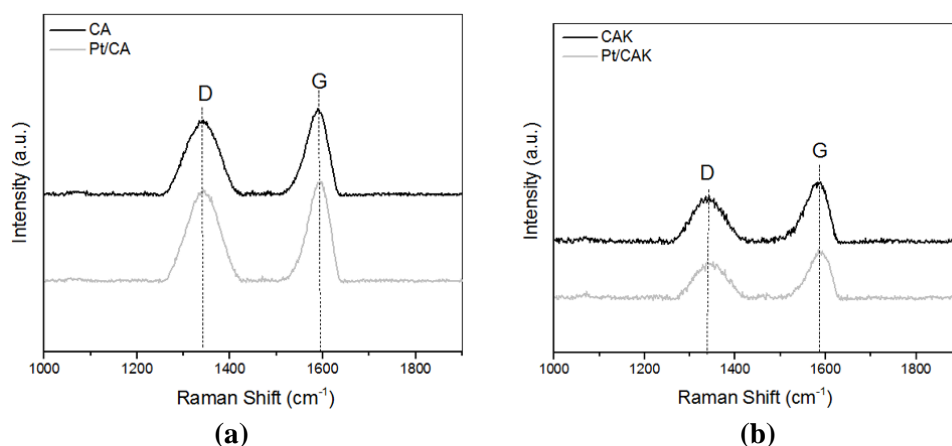 CA
Pt/CA
D
G
Intensity (a.u.)
1000 1200 1400 1600 1800
Raman Shift (cm⁻¹)
(a)
CAK
Pt/CAK
D
G
Intensity (a.u.)
1000 1200 1400 1600 1800
Raman Shift (cm⁻¹)
(b)